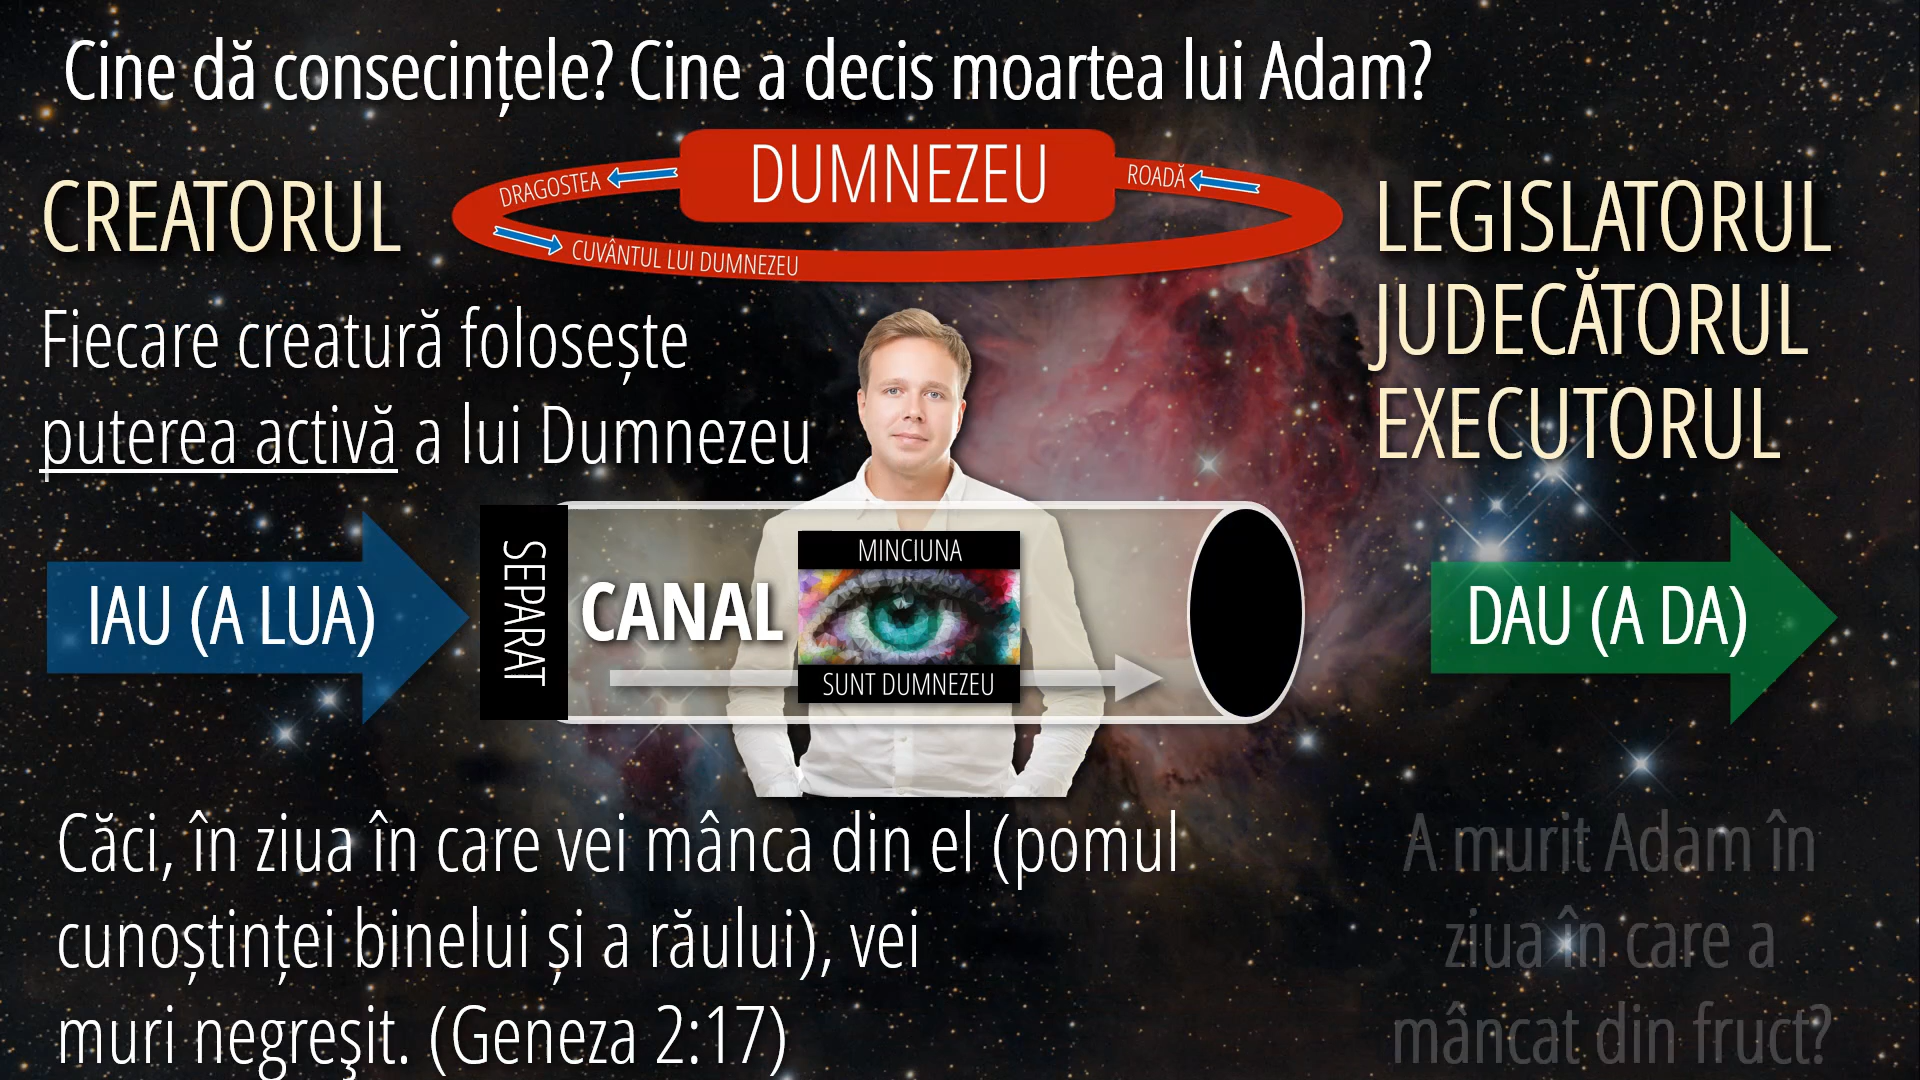 Cine dă consecințele? Cine a decis moartea lui Adam?
DUMNEZEU
DRAGOSTEA
ROADĂ
CUVÂNTUL LUI DUMNEZEU
CREATORUL
LEGISLATORUL
JUDECĂTORUL
EXECUTORUL
Fiecare creatură folosește
puterea activă a lui Dumnezeu
IAU (A LUA)
SEPARAT
CANAL
MINCIUNA
SUNT DUMNEZEU
DAU (A DA)
Căci, în ziua în care vei mânca din el (pomul
cunoștinței binelui și a răului), vei
muri negreşit. (Geneza 2:17)
A murit Adam în
ziua în care a
mâncat din fruct?